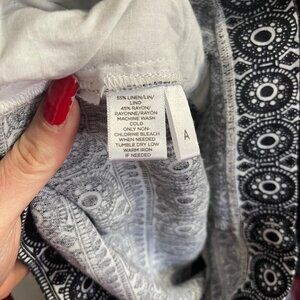 55% LINEN/LIN/
LINO
45% RAYON/
RAYONNE/RAYON
MACHINE WASH
COLD
ONLY NON-
CHLORINE BLEACH
WHEN NEEDED
TUMBLE DRY LOW
WARM IRON
IF NEEDED
A